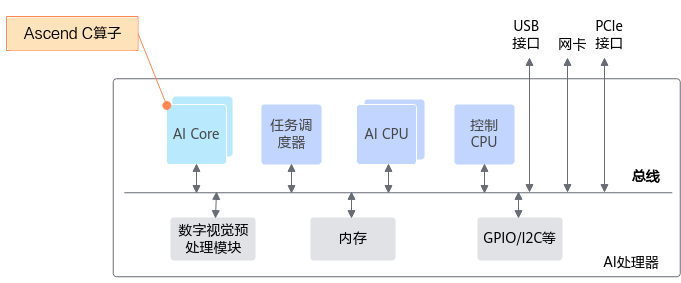 Ascend C算子
USB
接口
网卡
PCIe
接口
AI Core
任务调
度器
AI CPU
控制
CPU
总线
数字视觉预
处理模块
内存
GPIO/I2C等
AI处理器